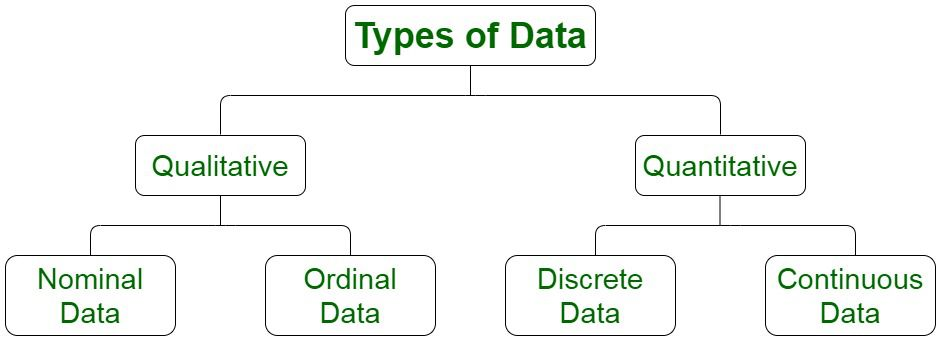 Types of Data
Qualitative
Quantitative
Nominal
Data
Ordinal
Data
Discrete
Data
Continuous
Data